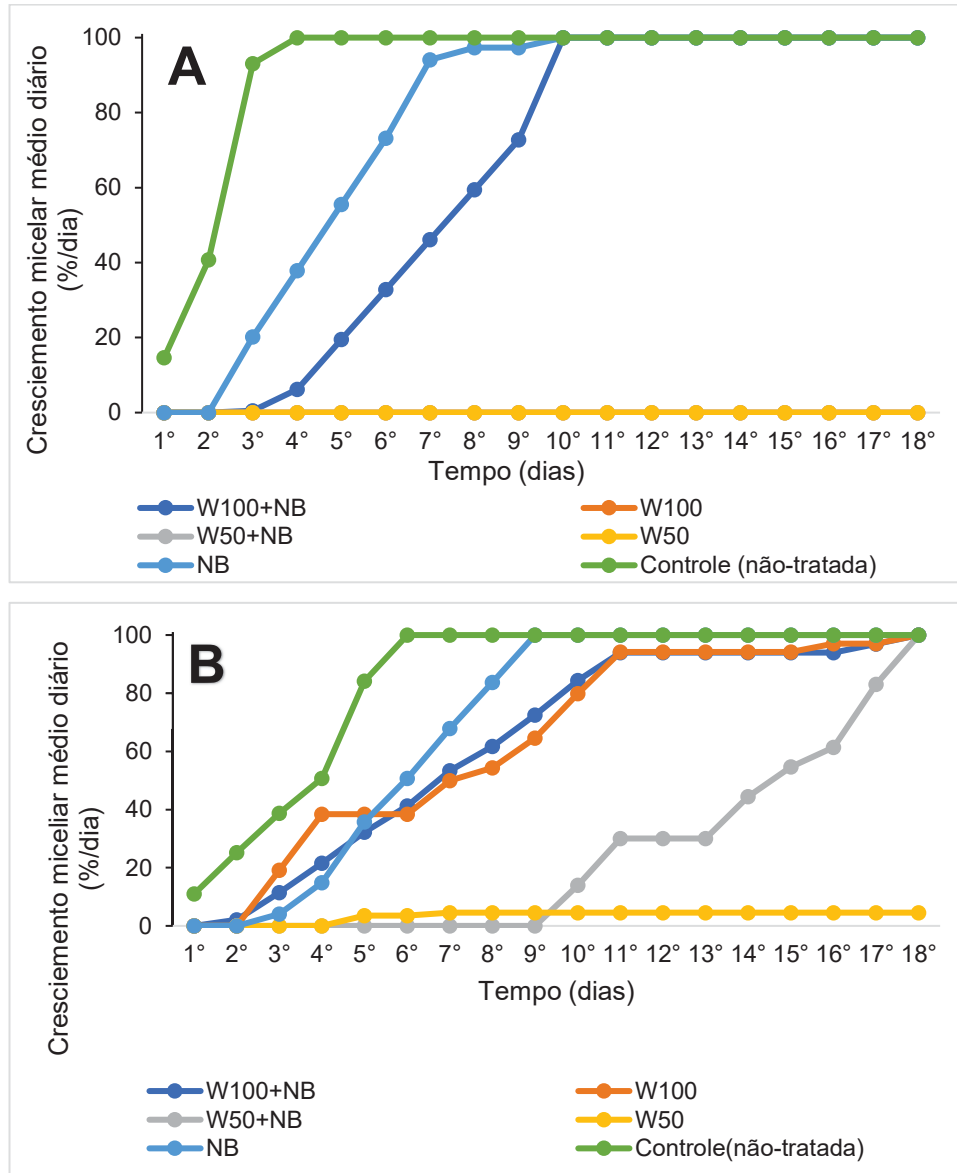 A
Cresciemento micelar médio diário
(%/dia)
100
80
60
40
20
0
1° 2° 3° 4° 5° 6° 7° 8° 9° 10° 11° 12° 13° 14° 15° 16° 17° 18°
Tempo (dias)
W100+NB W100
W50+NB W50
NB Controle (não-tratada)
B
Cresciemento miceliar médio diário
(%/dia)
100
80
60
40
20
0
1° 2° 3° 4° 5° 6° 7° 8° 9° 10° 11° 12° 13° 14° 15° 16° 17° 18°
Tempo (dias)
W100+NB W100
W50+NB W50
NB Controle(não-tratada)